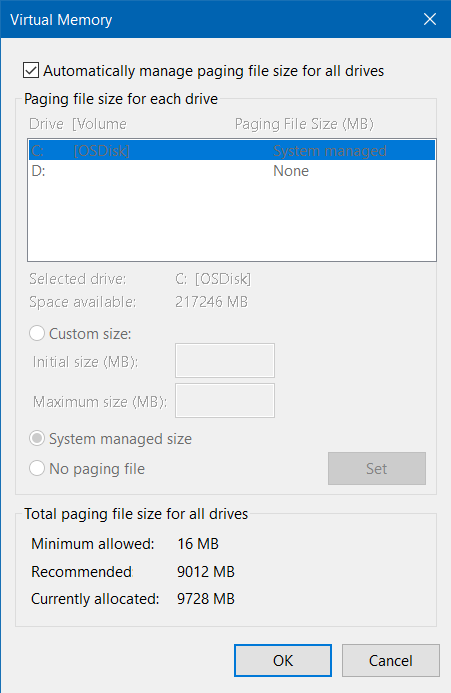 Virtual Memory
Automatically manage paging file size for all drives
Paging file size for each drive
Drive [Volume Paging File Size (MB)
C: [OSDisk] System managed
D: None
Selected drive: C: [OSDisk]
Space available: 217246 MB
Custom size:
Initial size (MB):
Maximum size (MB):
System managed size
No paging file Set
Total paging file size for all drives
Minimum allowed: 16 MB
Recommended 9012 MB
Currently allocated: 9728 MB
OK Cancel